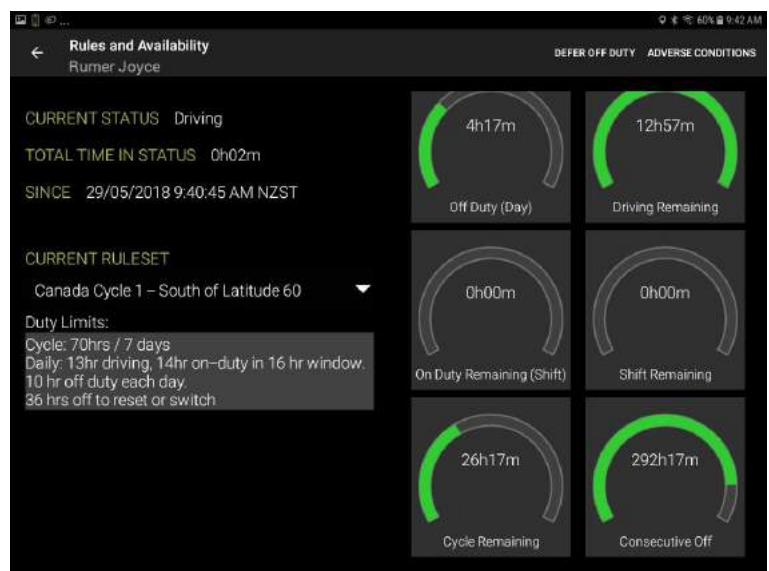 ... 60% 9:42 AM
Rules and Availability
Rumer Joyce
DEFER OFF DUTY ADVERSE CONDITIONS
CURRENT STATUS Driving
TOTAL TIME IN STATUS 0h02m
SINCE 29/05/2018 9:40:45 AM NZST
CURRENT RULESET
Canada Cycle 1 – South of Latitude 60
Duty Limits:
Cycle: 70hrs / 7 days
Daily: 13hr driving, 14hr on–duty in 16 hr window.
10 hr off duty each day.
36 hrs off to reset or switch
4h17m
Off Duty (Day)
12h57m
Driving Remaining
0h00m
On Duty Remaining (Shift)
0h00m
Shift Remaining
26h17m
Cycle Remaining
292h17m
Consecutive Off